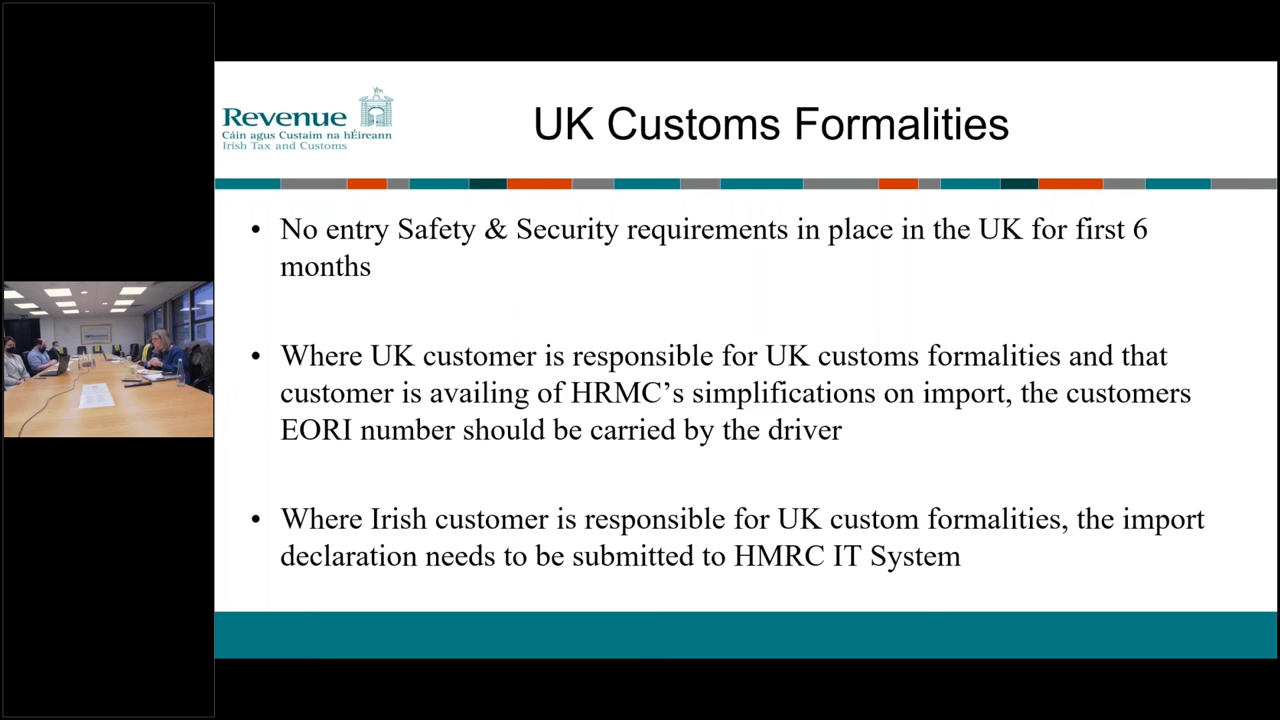 Revenue
Cáin agus Custaim na hÉireann
Irish Tax and Customs
UK Customs Formalities
• No entry Safety & Security requirements in place in the UK for first 6
months
• Where UK customer is responsible for UK customs formalities and that
customer is availing of HRMC’s simplifications on import, the customers
EORI number should be carried by the driver
• Where Irish customer is responsible for UK custom formalities, the import
declaration needs to be submitted to HMRC IT System